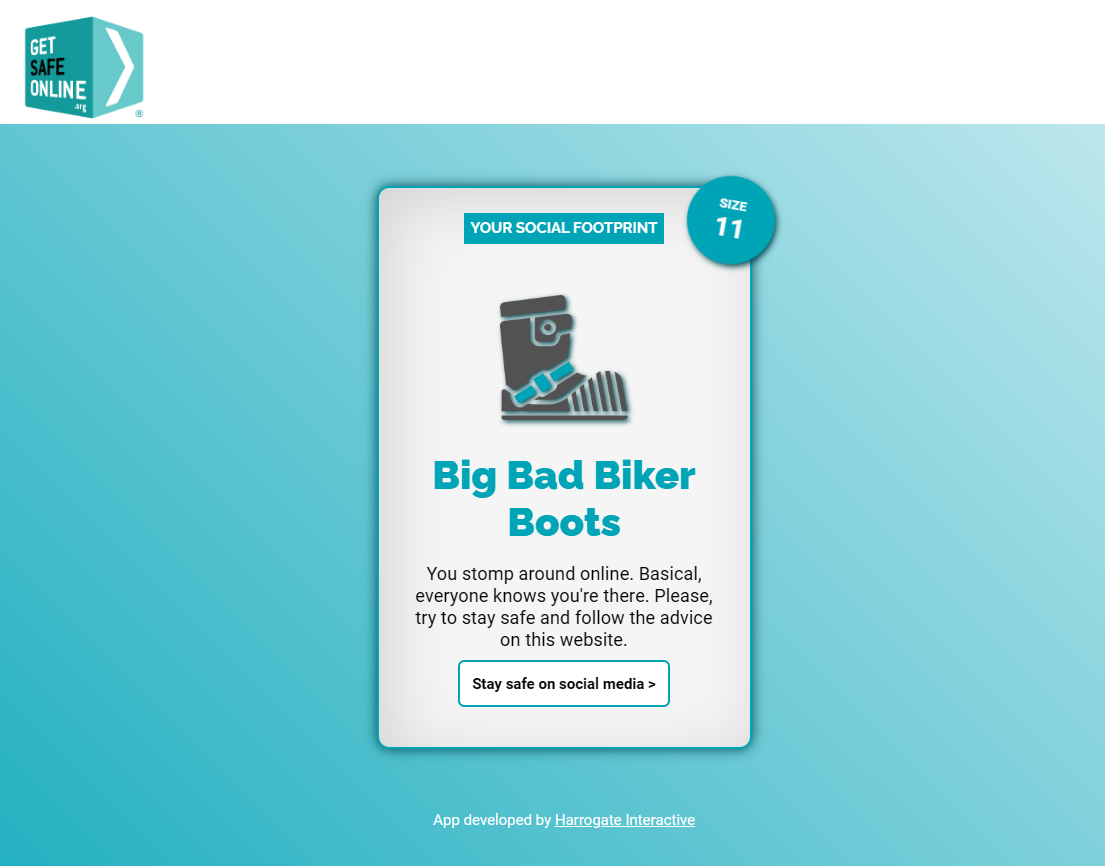 GET
SAFE
ONLINE
.org
®
YOUR SOCIAL FOOTPRINT
SIZE
11
Big Bad Biker
Boots
You stomp around online. Basical,
everyone knows you're there. Please,
try to stay safe and follow the advice
on this website.
Stay safe on social media >
App developed by Harrogate Interactive